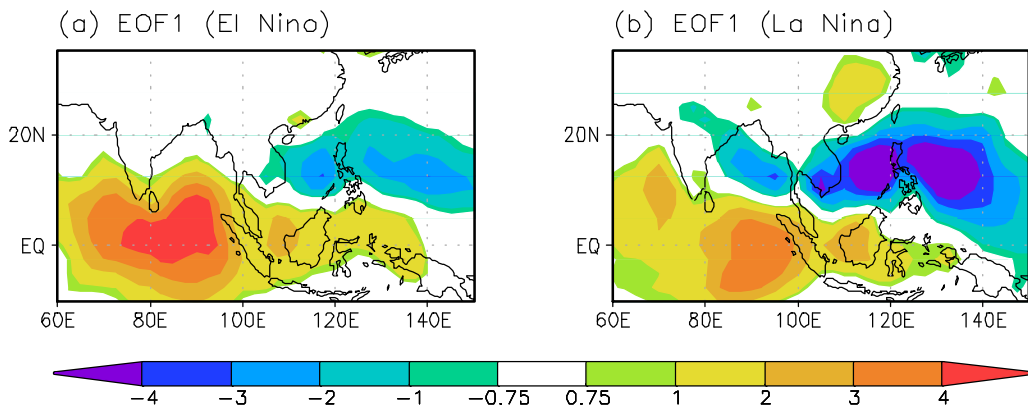 (a) EOF1 (El Nino)
(b) EOF1 (La Nina)
20N
EQ
60E 80E 100E 120E 140E
20N
EQ
60E 80E 100E 120E 140E
-4 -3 -2 -1 -0.75 0.75 1 2 3 4